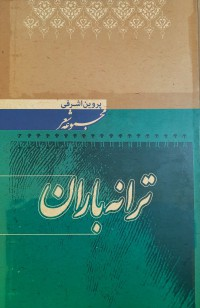 پروین اشرفی
مجموعه شعر
ترانه باران